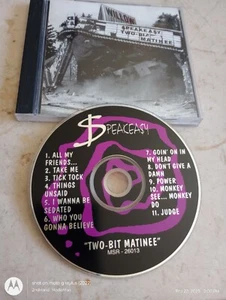 SPEAKEASY
TWO-BIT
MATINEE
$PEAKEASY
1. ALL MY
FRIENDS...
2. TAKE ME
3. TICK TOCK
4. THINGS
UNSAID
5. I WANNA BE
SEDATED
6. WHO YOU
GONNA BELIEVE
7. GOIN' ON IN
MY HEAD
8. DON'T GIVE A
DAMN
9. POWER
10. MONKEY
SEE... MONKEY
DO
11. JUDGE
"TWO-BIT MATINEE"
MSR - 26013